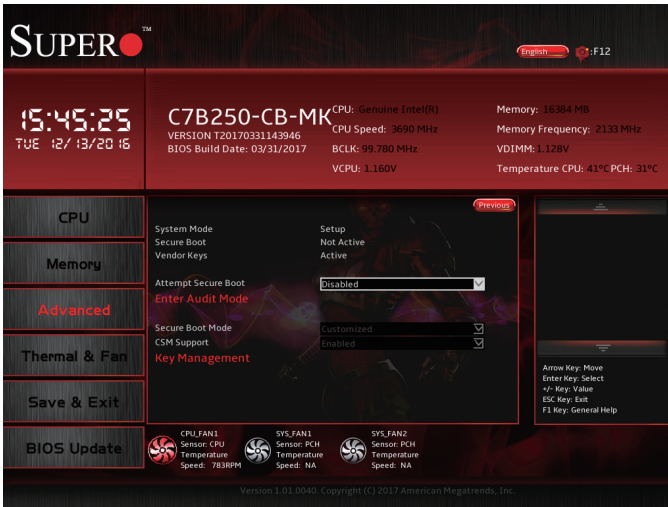 SUPER TM
English :F12
15:45:25
TUE 12/13/2016
C7B250-CB-MK
VERSION T20170331143946
BIOS Build Date: 03/31/2017
CPU: Genuine Intel(R)
CPU Speed: 3690 MHz
BCLK: 99.780 MHz
VCPU: 1.160V
Memory: 16384 MB
Memory Frequency: 2133 MHz
VDIMM: 1.128V
Temperature CPU: 41°C PCH: 31°C
CPU
Memory
Advanced
Thermal & Fan
Save & Exit
BIOS Update
Previous
System Mode Setup
Secure Boot Not Active
Vendor Keys Active
Attempt Secure Boot Disabled
Enter Audit Mode
Secure Boot Mode Customized
CSM Support Enabled
Key Management
Arrow Key: Move
Enter Key: Select
+/- Key: Value
ESC Key: Exit
F1 Key: General Help
CPU_FAN1
Sensor: CPU
Temperature
Speed: 783RPM
SYS_FAN1
Sensor: PCH
Temperature
Speed: NA
SYS_FAN2
Sensor: PCH
Temperature
Speed: NA
Version 1.01.0040. Copyright (C) 2017 American Megatrends, Inc.